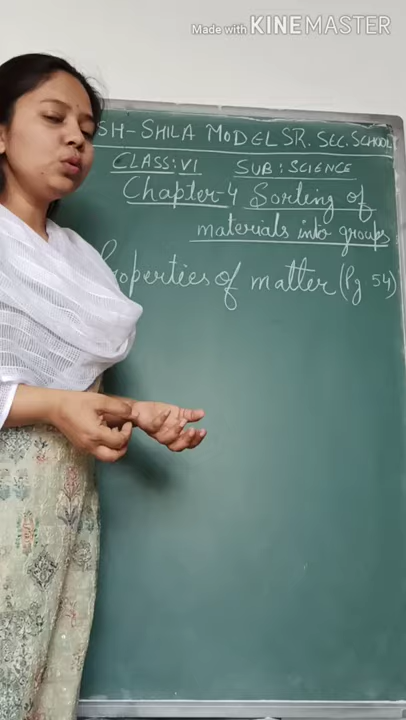 Made with KINEMASTER
SH-SHILA MODEL SR. SEC. SCHOOL
CLASS: VI SUB: SCIENCE
Chapter-4 Sorting of
materials into groups
Properties of matter (Pg 54)